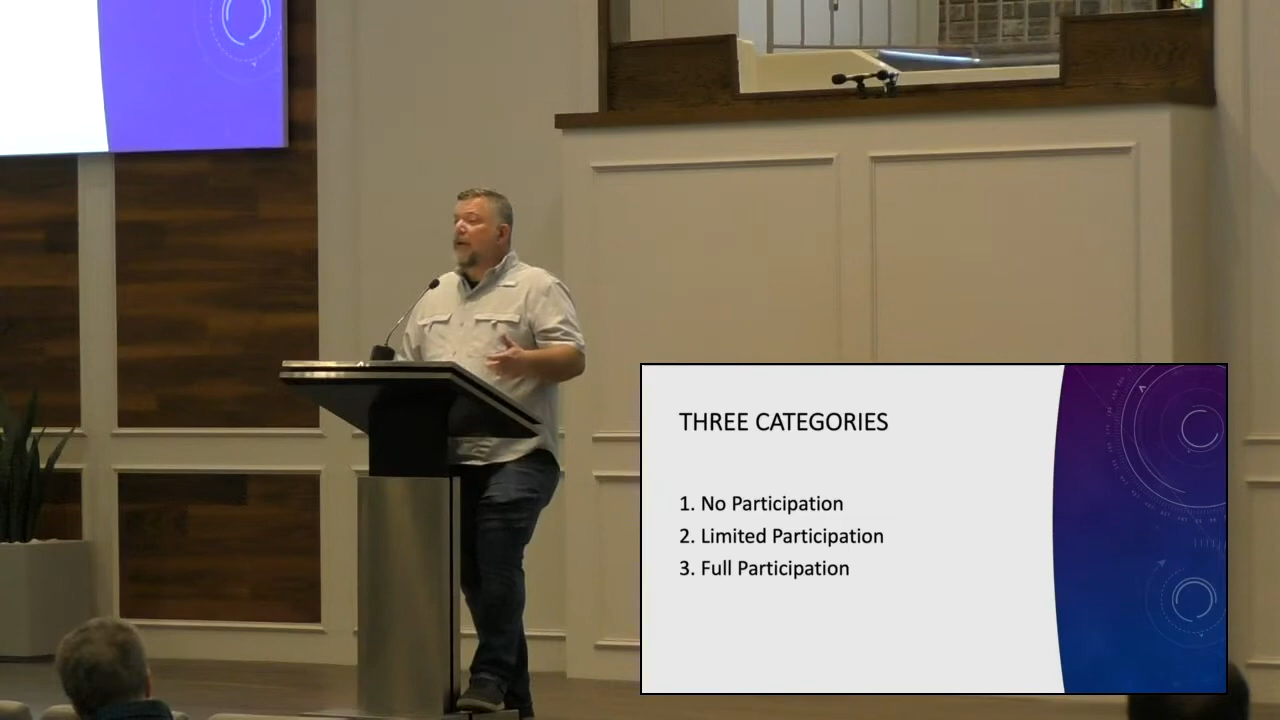 THREE CATEGORIES
1. No Participation
2. Limited Participation
3. Full Participation